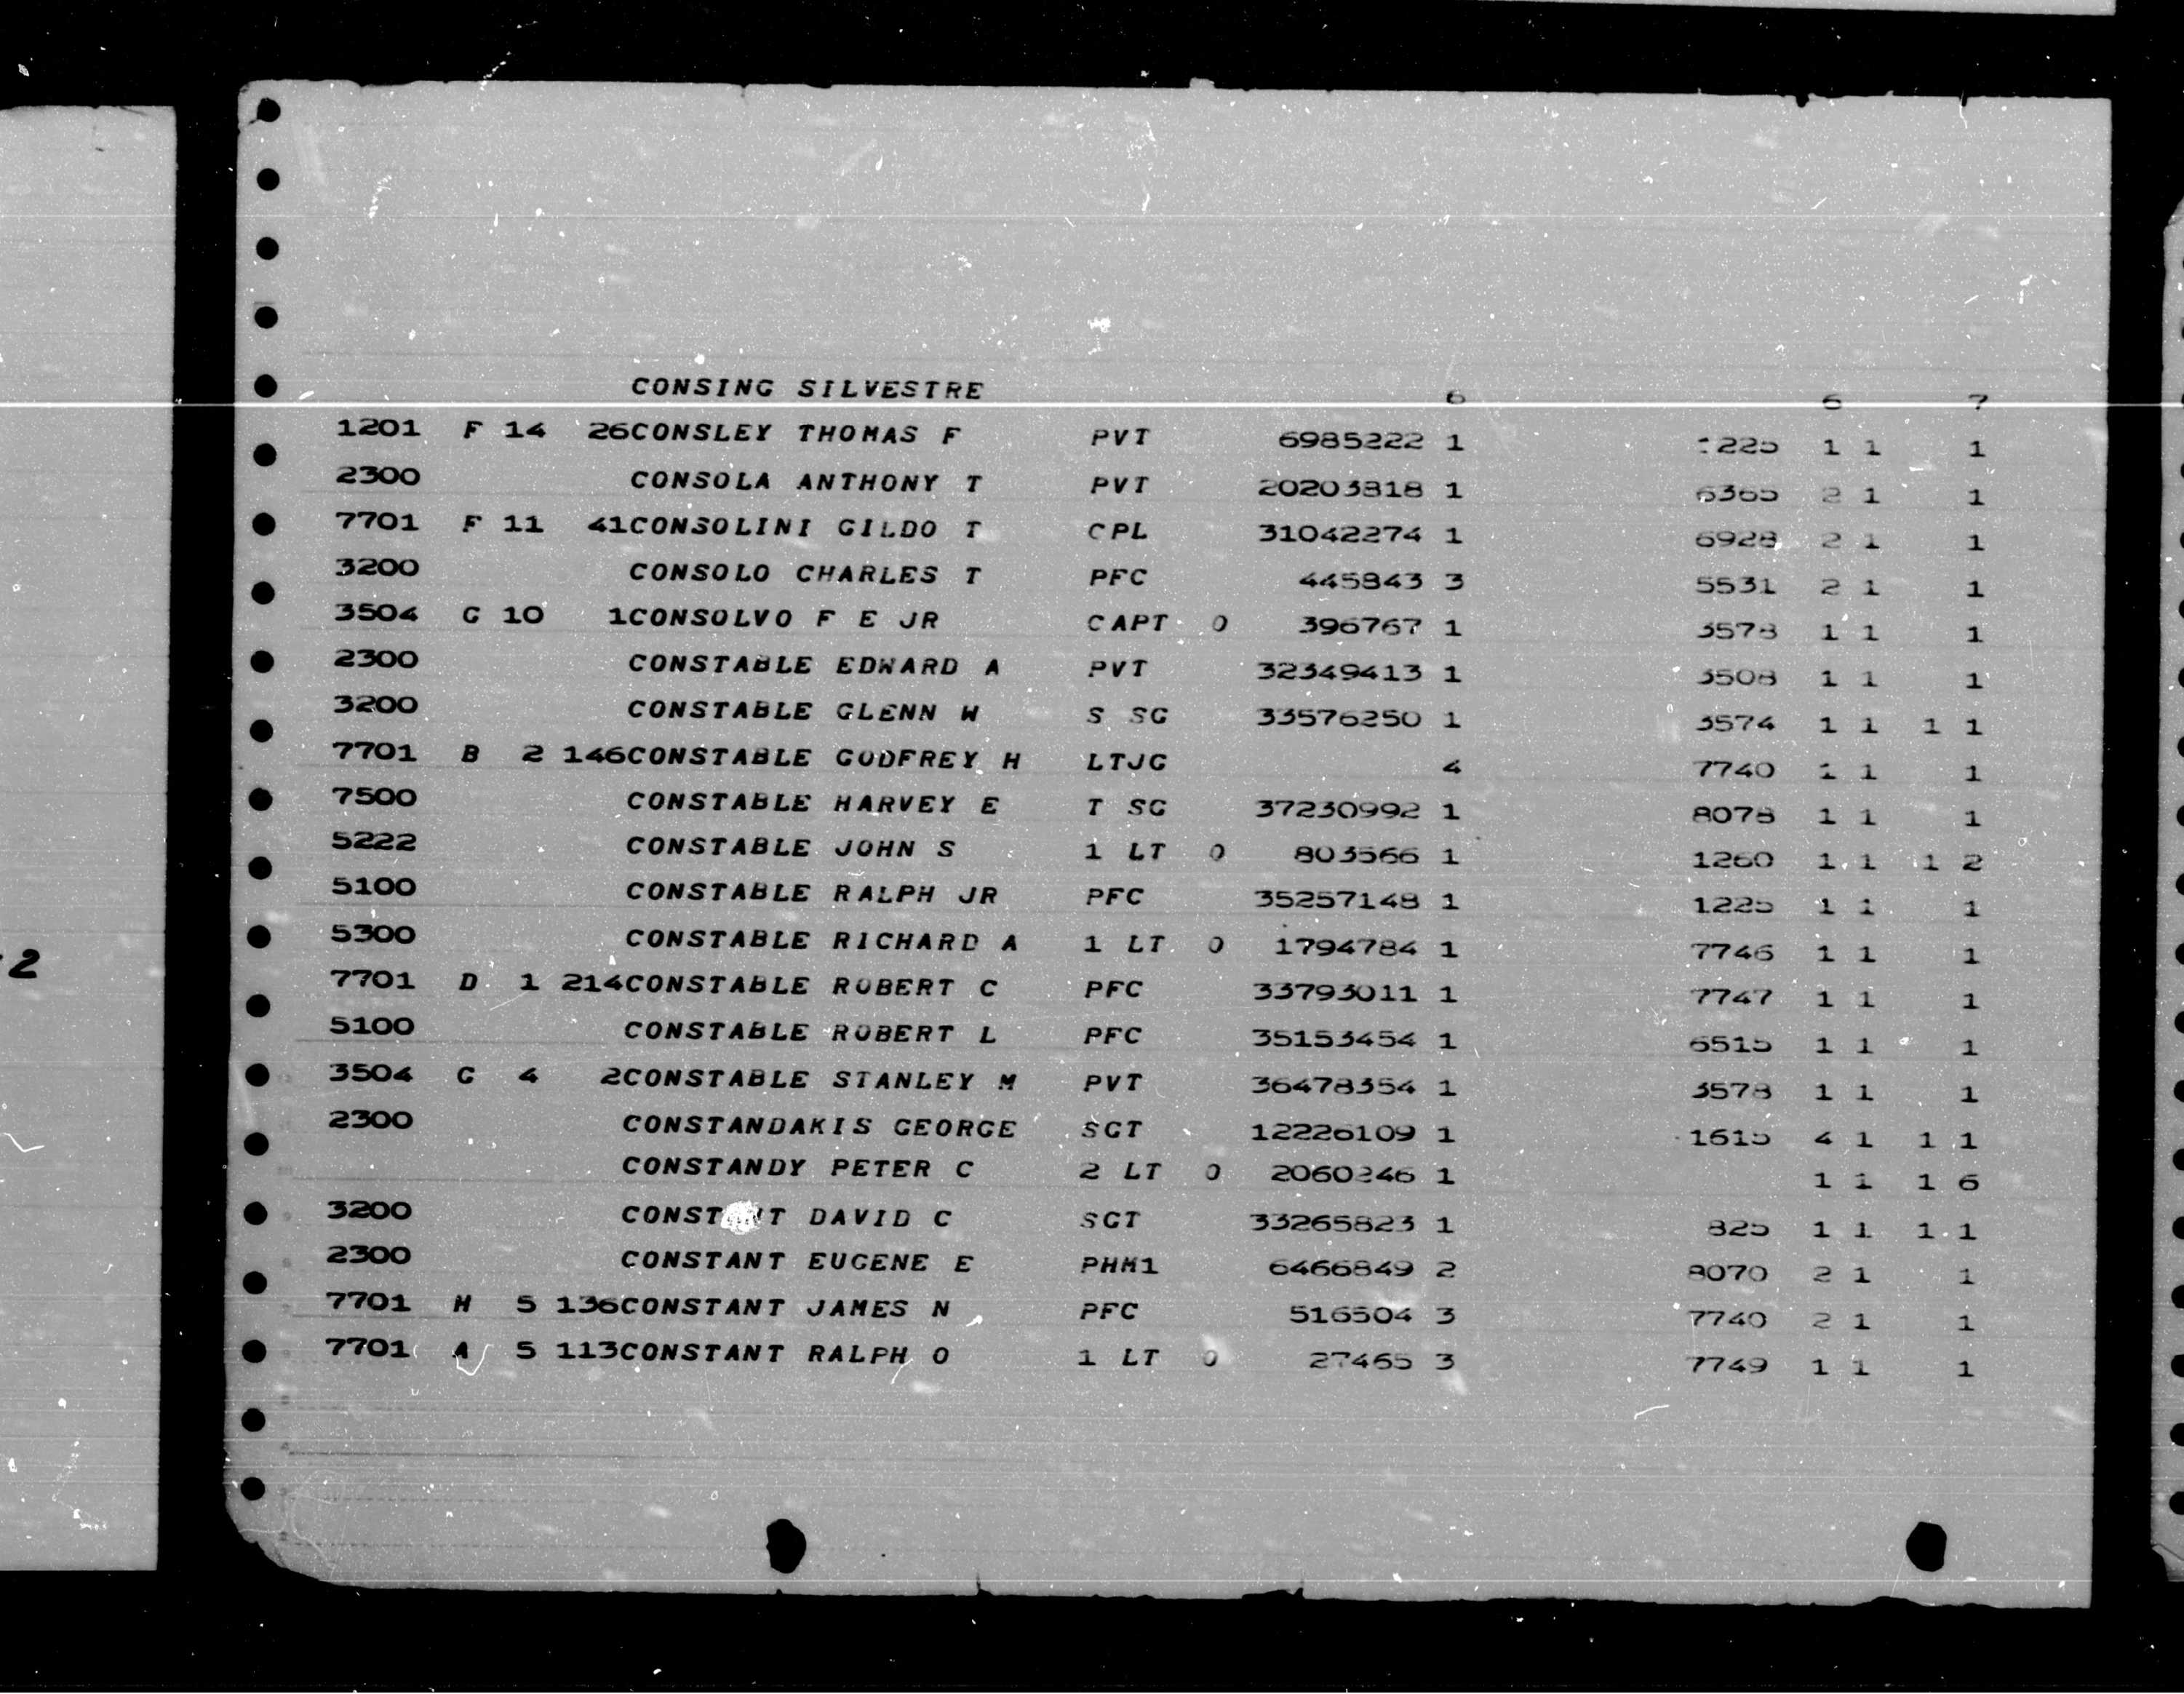 CONSING SILVESTRE 6 6 7
1201 F 14 26CONSLEY THOMAS F PVT 6985222 1 1225 1 1 1
2300 CONSOLA ANTHONY T PVT 20203818 1 6365 2 1 1
7701 F 11 41CONSOLINI GILDO T CPL 31042274 1 6928 2 1 1
3200 CONSOLO CHARLES T PFC 445843 3 5531 2 1 1
3504 G 10 1CONSOLVO F E JR CAPT O 396767 1 3578 1 1 1
2300 CONSTABLE EDWARD A PVT 32349413 1 3508 1 1 1
3200 CONSTABLE GLENN W S SG 33576250 1 3574 1 1 1 1
7701 B 2 146CONSTABLE GODFREY H LTJG 4 7740 1 1 1
7500 CONSTABLE HARVEY E T SG 37230992 1 8078 1 1 1
5222 CONSTABLE JOHN S 1 LT O 803566 1 1260 1 1 1 2
5100 CONSTABLE RALPH JR PFC 35257148 1 1225 1 1 1
5300 CONSTABLE RICHARD A 1 LT O 1794784 1 7746 1 1 1
7701 D 1 214CONSTABLE ROBERT C PFC 33793011 1 7747 1 1 1
5100 CONSTABLE ROBERT L PFC 35153454 1 6515 1 1 1
3504 G 4 2CONSTABLE STANLEY M PVT 36478354 1 3578 1 1 1
2300 CONSTANDAKIS GEORGE SGT 12226109 1 1615 4 1 1 1
CONSTANDY PETER C 2 LT O 2060246 1 1 1 1 6
3200 CONSTANT DAVID C SGT 33265823 1 825 1 1 1 1
2300 CONSTANT EUGENE E PHM1 6466849 2 8070 2 1 1
7701 H 5 136CONSTANT JAMES N PFC 516504 3 7740 2 1 1
7701 A 5 113CONSTANT RALPH O 1 LT O 27465 3 7749 1 1 1
2